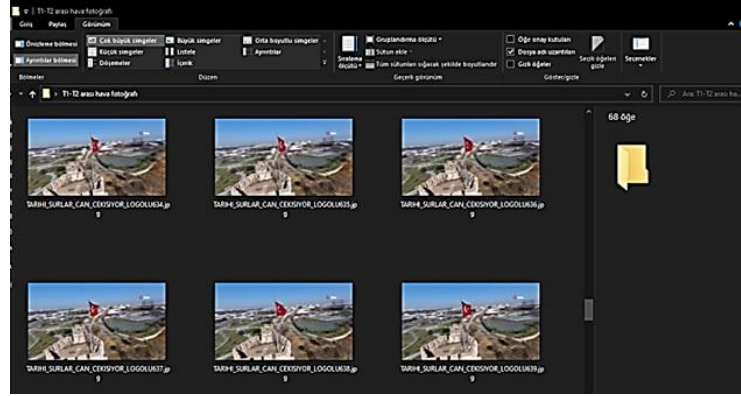 T1-T2 arası hava fotoğrafı
Giriş Paylaş Görünüm
Önizleme bölmesi
Ayrıntılar bölmesi
Bölmeler
Çok büyük simgeler Büyük simgeler Orta boyutlu simgeler
Küçük simgeler Listele Ayrıntılar
Döşemeler İçerik
Düzen
Sıralama ölçütü
Gruplandırma ölçütü
Sütun ekle
Tüm sütunları sığacak şekilde boyutlandır
Geçerli görünüm
Öğe onay kutuları
Dosya adı uzantıları
Gizli öğeler
Seçili öğeleri
gizle
Seçenekler
Göster/gizle
T1-T2 arası hava fotoğrafı
Ara: T1-T2 arası ha...
68 öğe
TARIHI_SURLAR_CAN_CEKISIYOR_LOGOLU634.jp
g
TARIHI_SURLAR_CAN_CEKISIYOR_LOGOLU635.jp
g
TARIHI_SURLAR_CAN_CEKISIYOR_LOGOLU636.jp
g
TARIHI_SURLAR_CAN_CEKISIYOR_LOGOLU637.jp
g
TARIHI_SURLAR_CAN_CEKISIYOR_LOGOLU638.jp
g
TARIHI_SURLAR_CAN_CEKISIYOR_LOGOLU639.jp
g